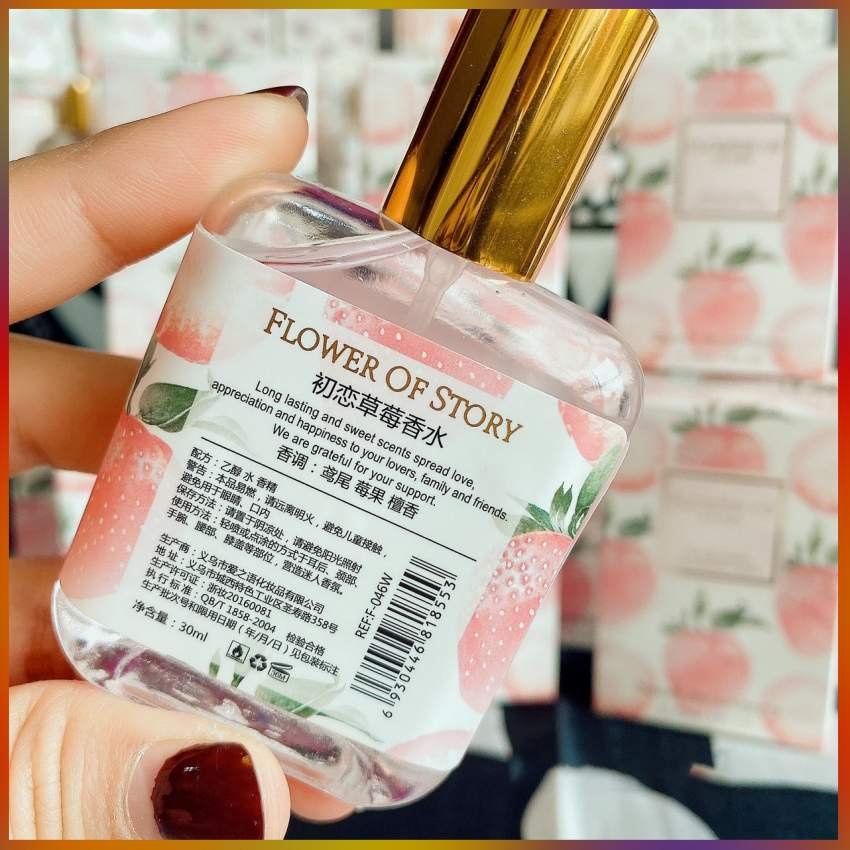 FLOWER OF STORY
初恋草莓香水
Long lasting and sweet scents spread love,
appreciation and happiness to your lovers, family and friends.
We are grateful for your support.
香调：鸢尾 莓果 檀香
配方：乙醇 水 香精
警告：本品易燃，请远离明火，避免儿童接触，
避免用于眼睛、口内
保存方法：请置于阴凉处，请避免阳光照射
使用方法：轻喷或点涂的方式于耳后、颈部、
手腕、腰部、膝盖等部位，营造迷人香氛。
生产商：义乌市爱之语化妆品有限公司
地 址：义乌市城西特色工业区圣寿路358号
生产许可证：浙妆20160081
执 行 标 准：QB/T 1858-2004 检验合格
生产批次号和限用日期（年/月/日）见包装标注
净含量：30ml
36M
REF:F-046W
6 930446 818553